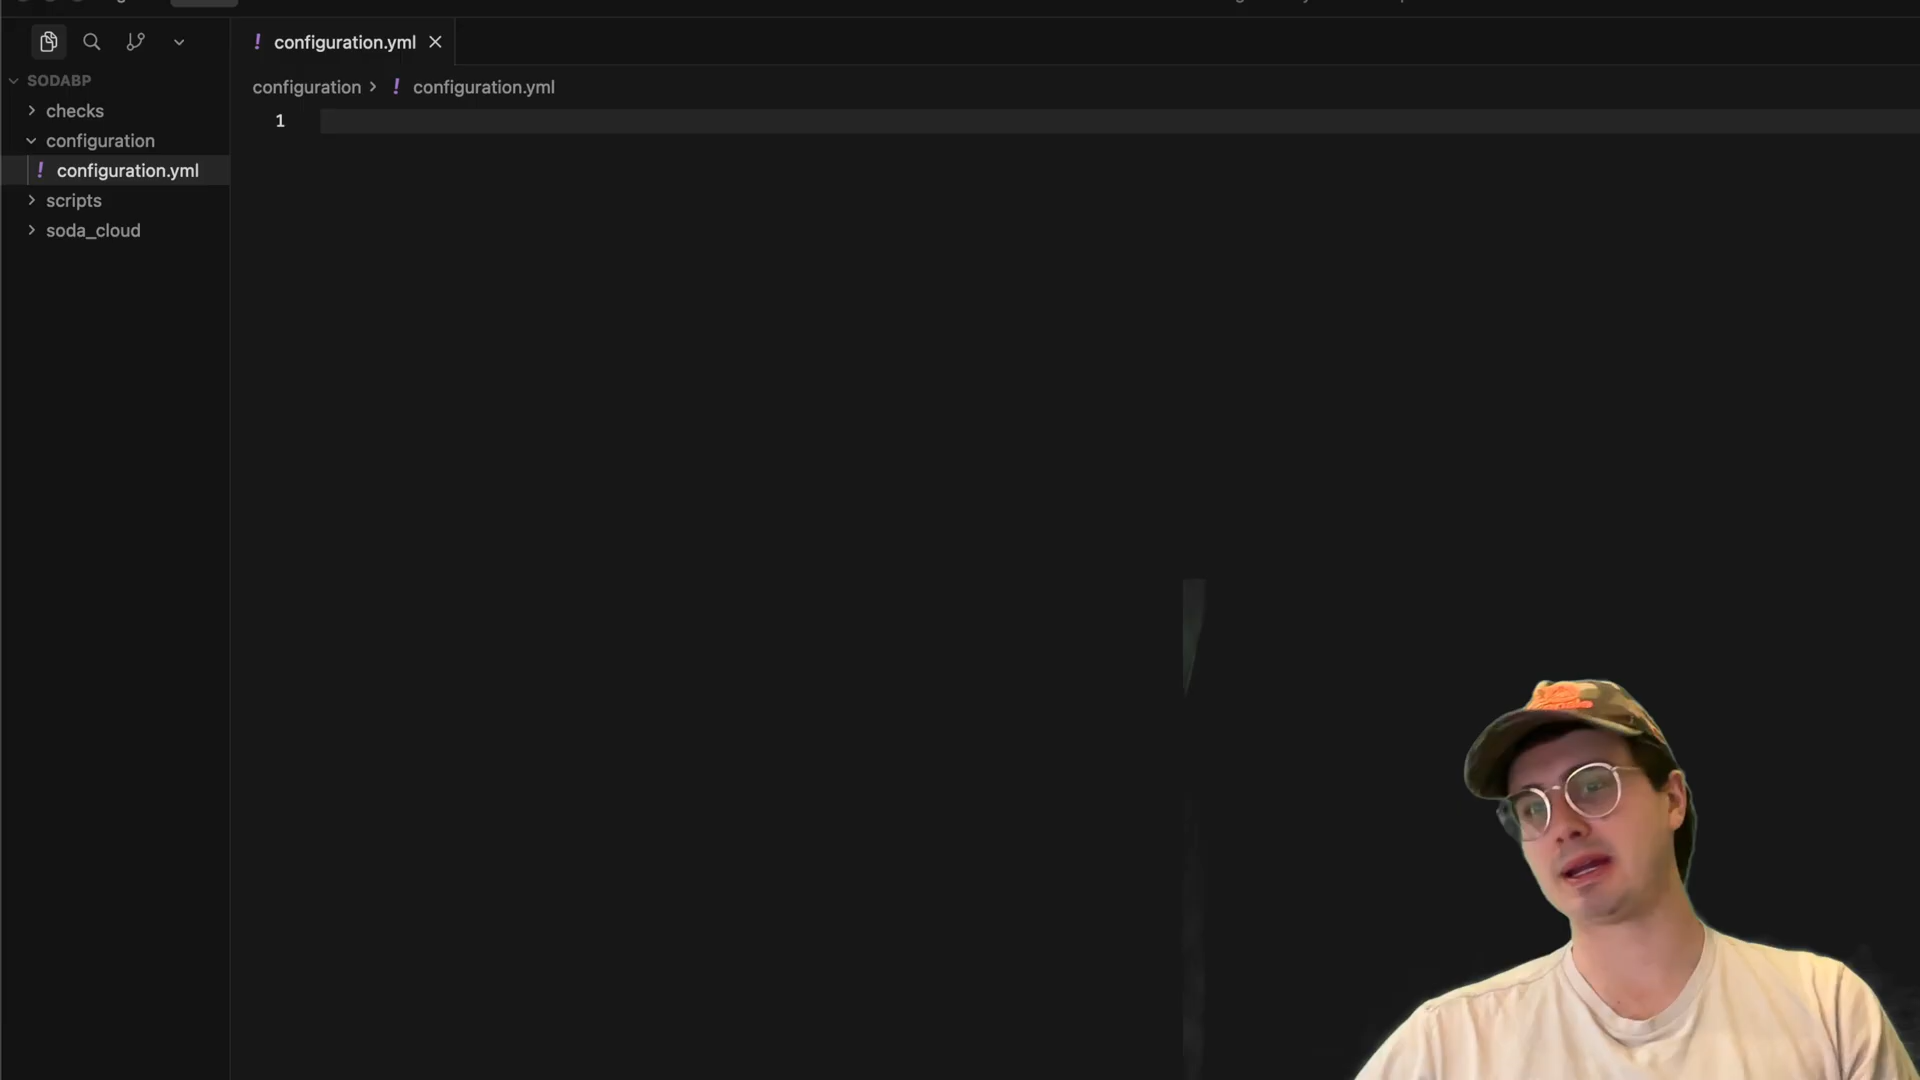 configuration.yml
SODABP
checks
configuration
configuration.yml
scripts
soda_cloud
configuration > ! configuration.yml
1